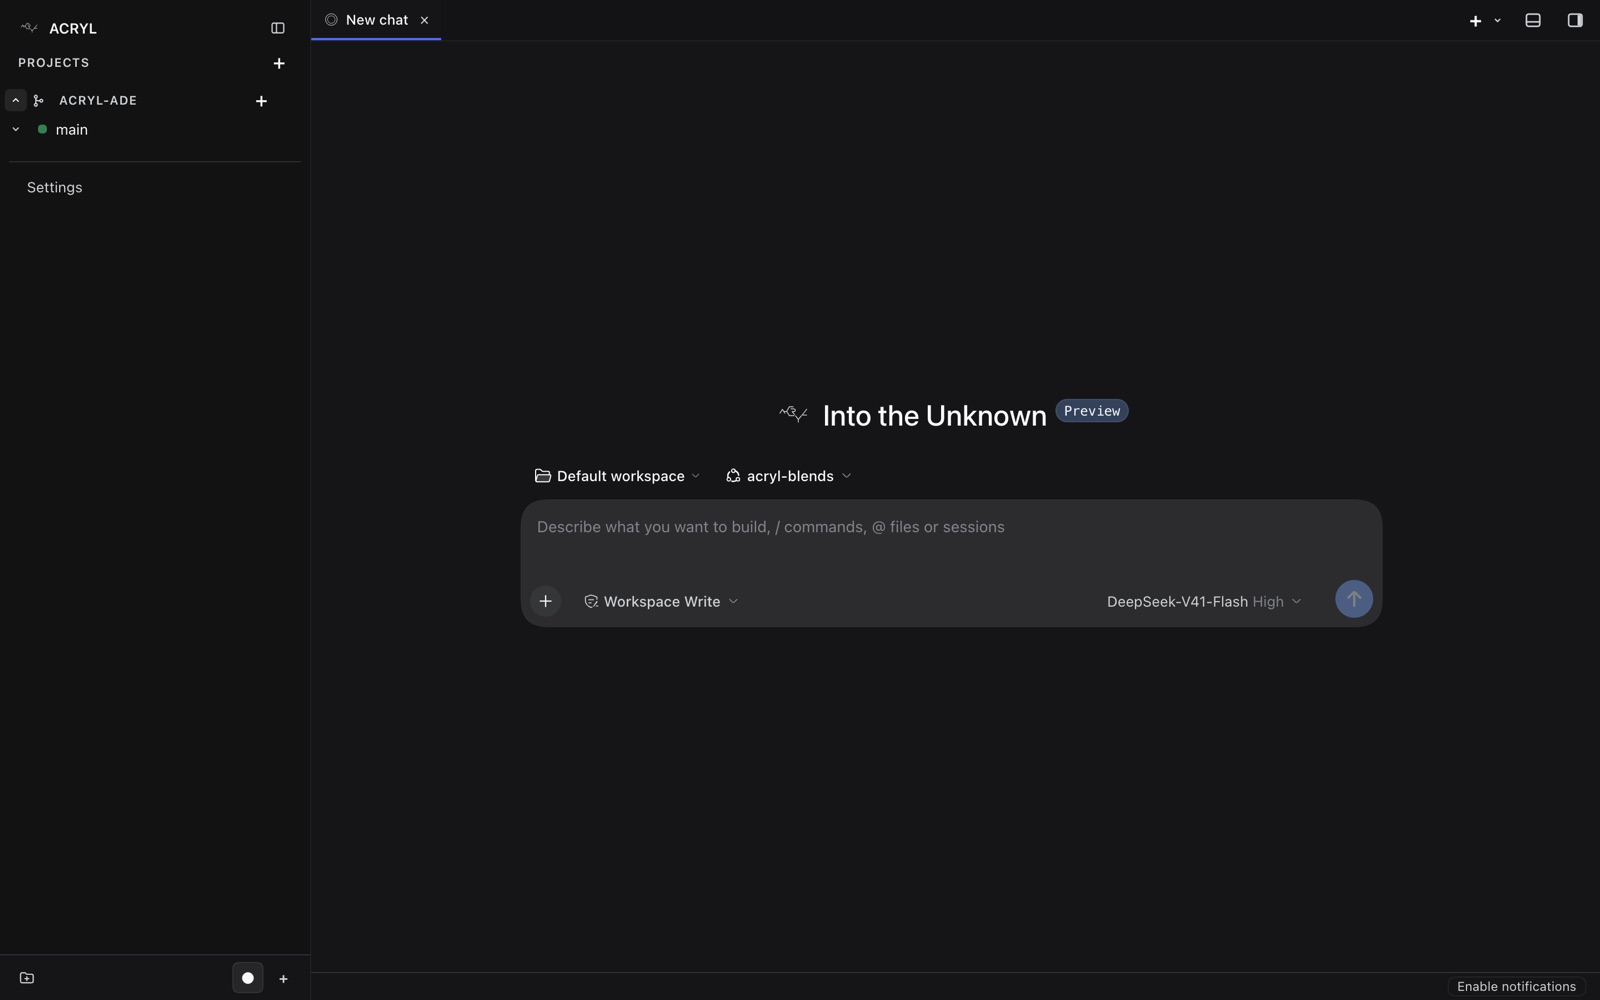 ACRYL
PROJECTS
ACRYL-ADE
main
Settings
New chat
Into the Unknown
Preview
Default workspace
acryl-blends
Describe what you want to build, / commands, @ files or sessions
Workspace Write
DeepSeek-V41-Flash High
Enable notifications